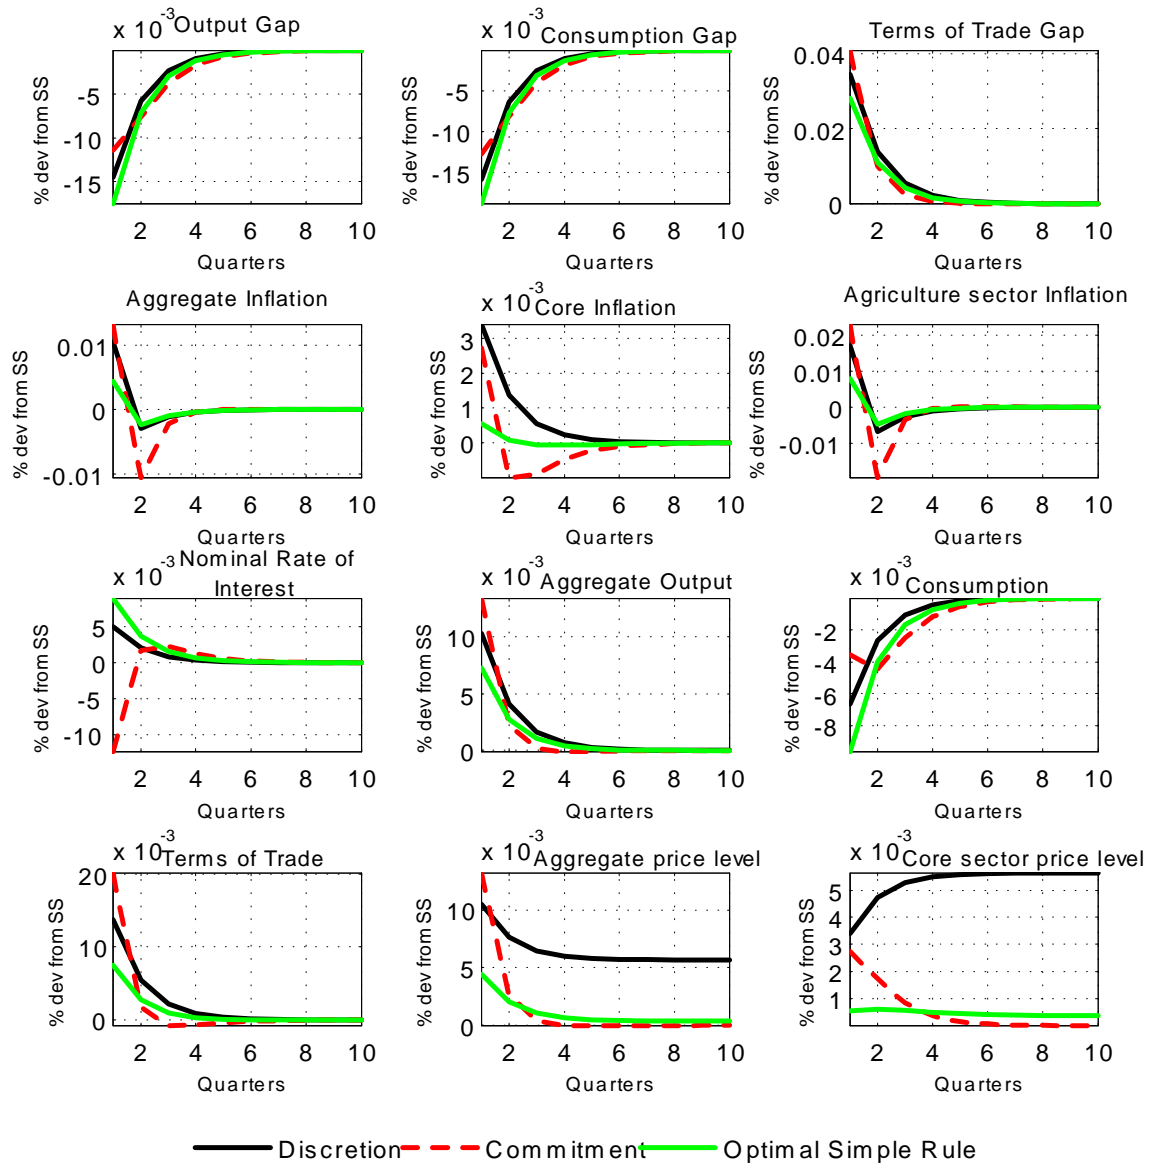 x 10-3 Output Gap
x 10-3 Consumption Gap
Terms of Trade Gap
% dev from SS
-5
-10
-15
2 4 6 8 10
Quarters
% dev from SS
-5
-10
-15
2 4 6 8 10
Quarters
% dev from SS
0.04
0.02
0
2 4 6 8 10
Quarters
Aggregate Inflation
x 10-3 Core Inflation
Agriculture sector Inflation
% dev from SS
0.01
0
-0.01
2 4 6 8 10
Quarters
% dev from SS
3
2
1
0
2 4 6 8 10
Quarters
% dev from SS
0.02
0.01
0
-0.01
2 4 6 8 10
Quarters
x 10-3 Nominal Rate of
Interest
x 10-3 Aggregate Output
x 10-3 Consumption
% dev from SS
5
0
-5
-10
2 4 6 8 10
Quarters
% dev from SS
10
5
0
2 4 6 8 10
Quarters
% dev from SS
-2
-4
-6
-8
2 4 6 8 10
Quarters
x 10-3 Terms of Trade
x 10-3 Aggregate price level
x 10-3 Core sector price level
% dev from SS
20
10
0
2 4 6 8 10
Quarters
% dev from SS
10
5
0
2 4 6 8 10
Quarters
% dev from SS
5
4
3
2
1
2 4 6 8 10
Quarters
Discretion Commitment Optimal Simple Rule